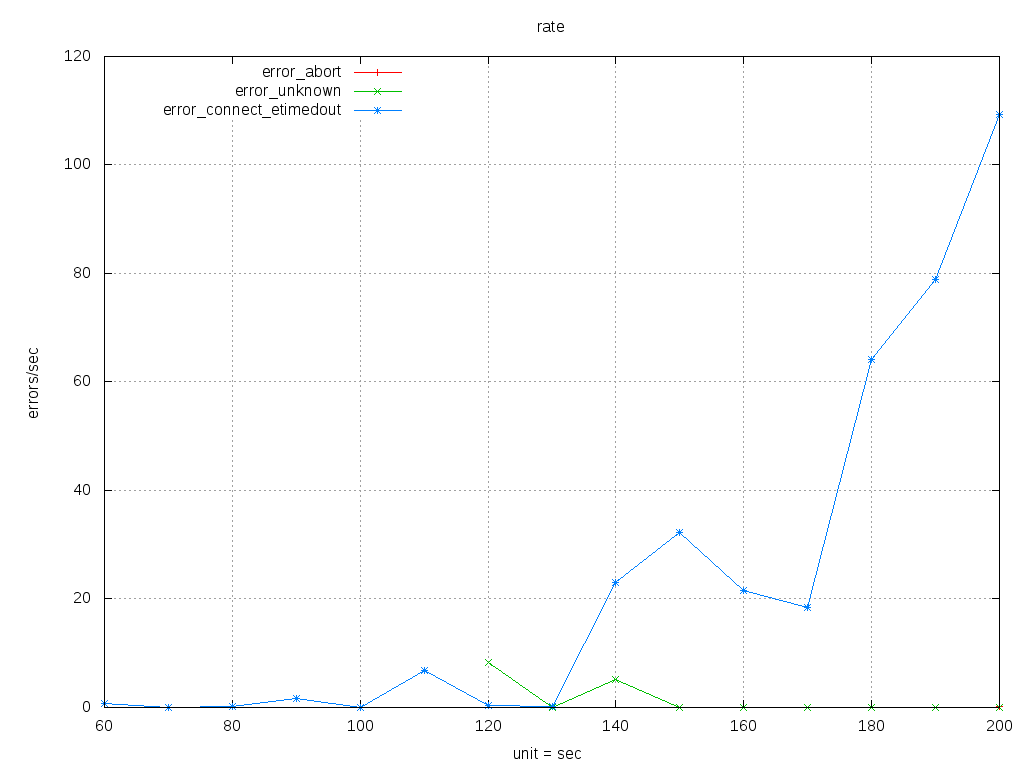 rate
120
error_abort
error_unknown
error_connect_etimedout
100
80
60
errors/sec
40
20
0
60 80 100 120 140 160 180 200
unit = sec